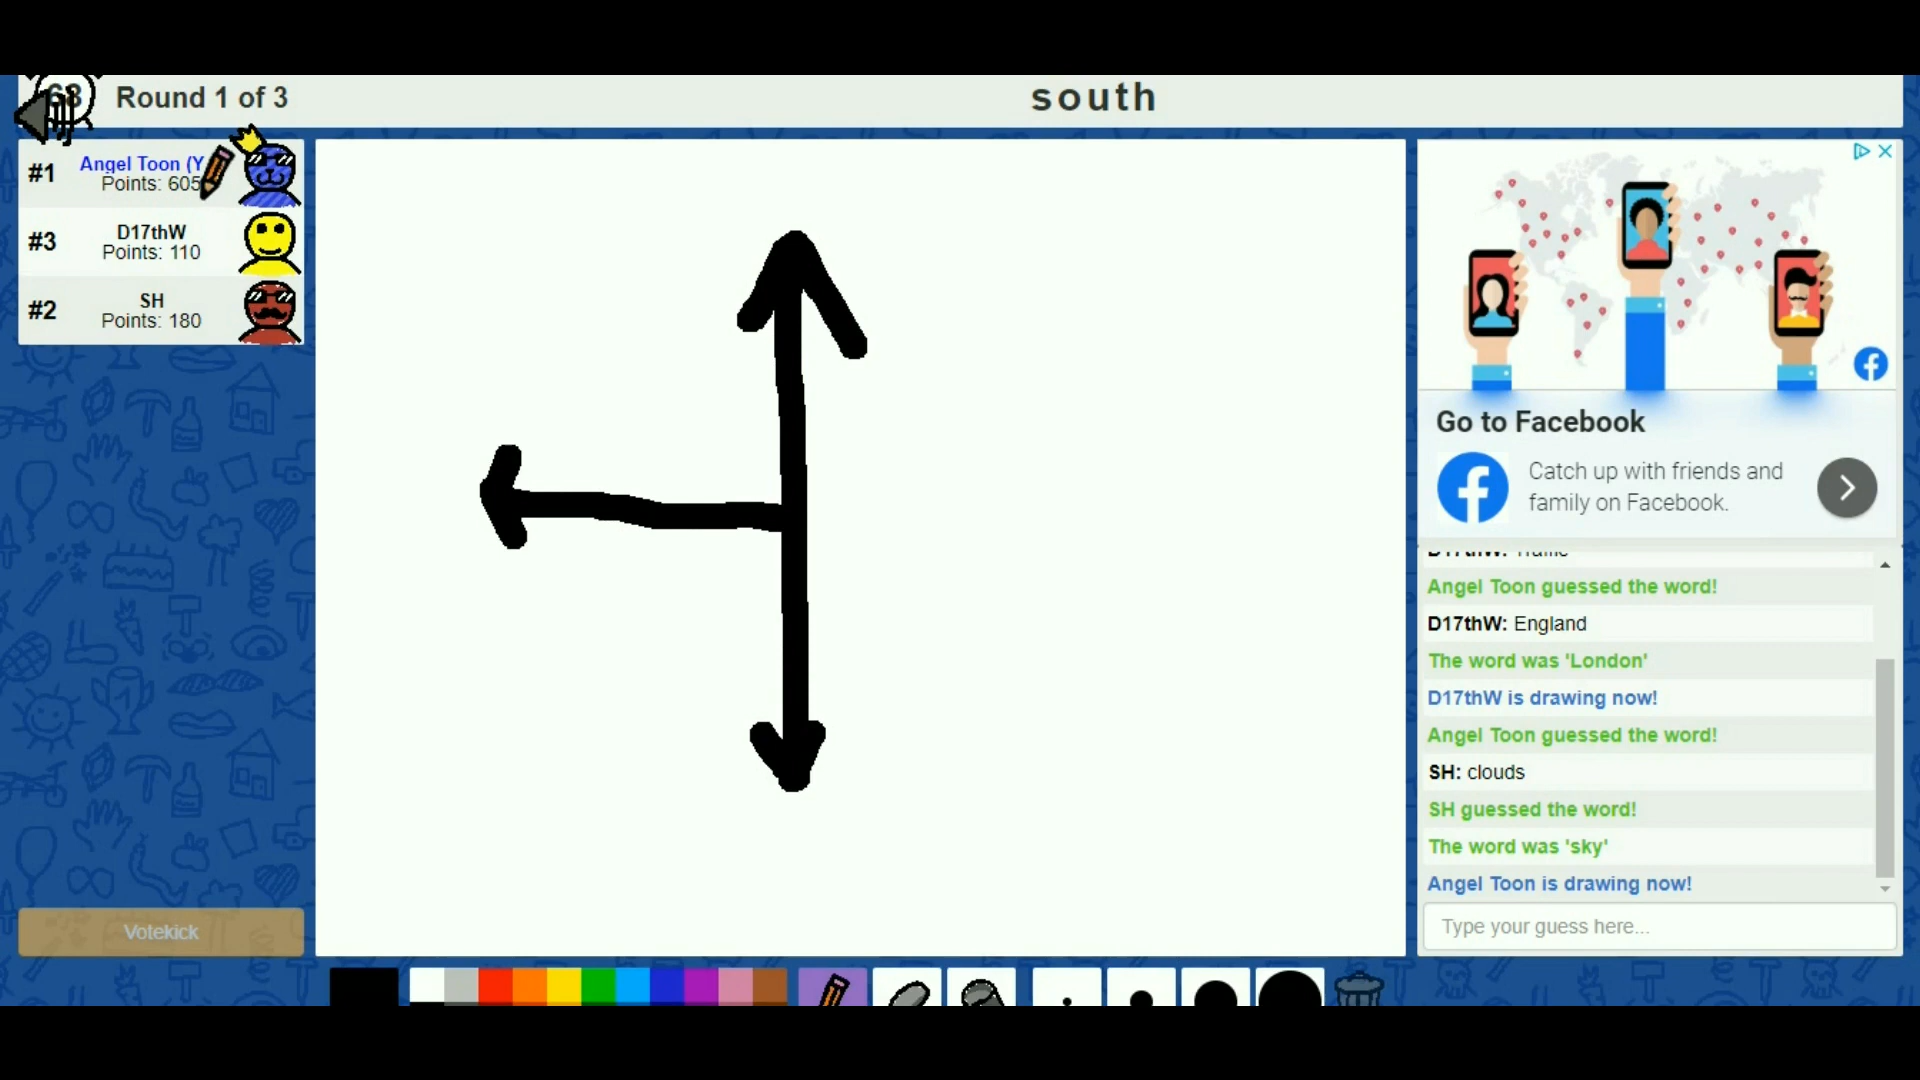 68
Round 1 of 3
south
#1
Angel Toon (Y
Points: 605
#3
D17thW
Points: 110
#2
SH
Points: 180
Votekick
Go to Facebook
Catch up with friends and
family on Facebook.
D17thW: Traffic
Angel Toon guessed the word!
D17thW: England
The word was 'London'
D17thW is drawing now!
Angel Toon guessed the word!
SH: clouds
SH guessed the word!
The word was 'sky'
Angel Toon is drawing now!
Type your guess here...